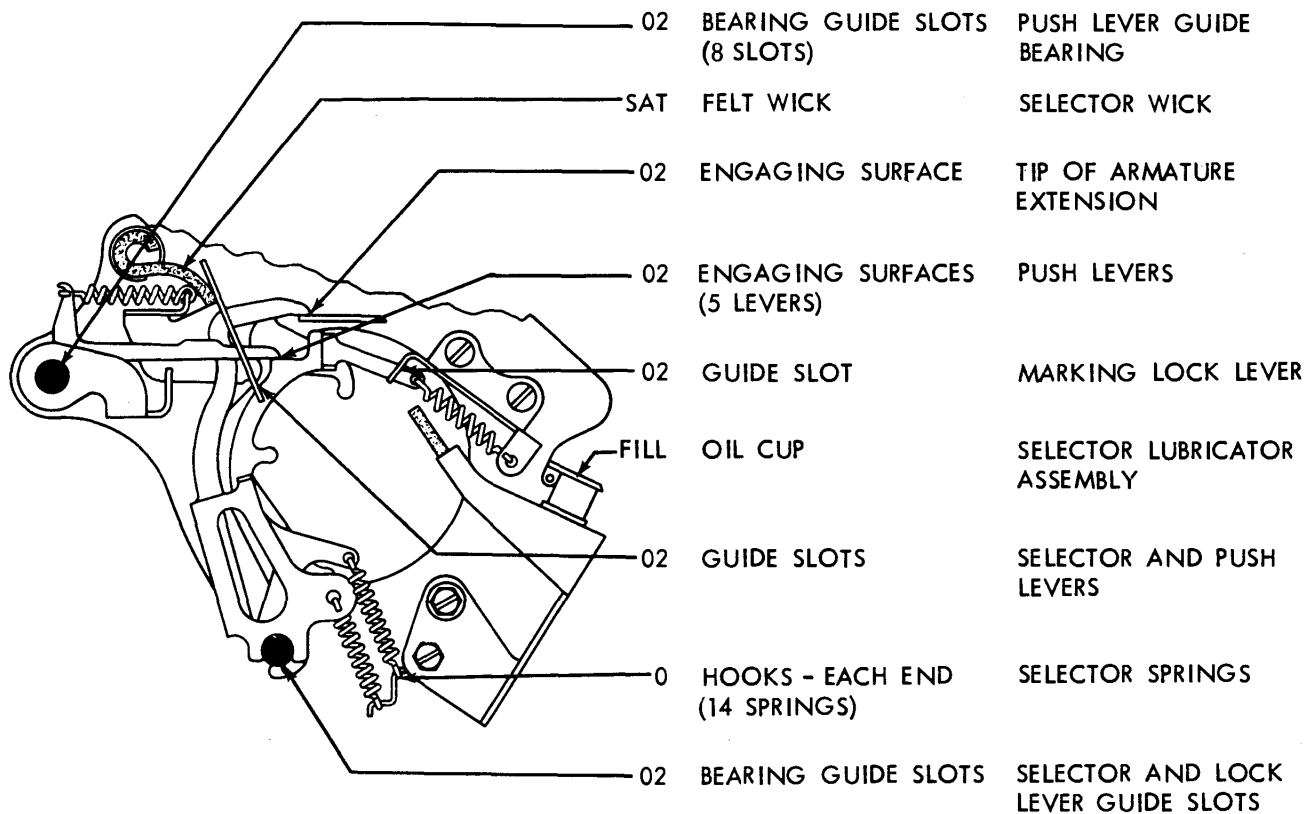 02 BEARING GUIDE SLOTS PUSH LEVER GUIDE
(8 SLOTS) BEARING
SAT FELT WICK SELECTOR WICK
02 ENGAGING SURFACE TIP OF ARMATURE
EXTENSION
02 ENGAGING SURFACES PUSH LEVERS
(5 LEVERS)
02 GUIDE SLOT MARKING LOCK LEVER
FILL OIL CUP SELECTOR LUBRICATOR
ASSEMBLY
02 GUIDE SLOTS SELECTOR AND PUSH
LEVERS
0 HOOKS - EACH END SELECTOR SPRINGS
(14 SPRINGS)
02 BEARING GUIDE SLOTS SELECTOR AND LOCK
LEVER GUIDE SLOTS